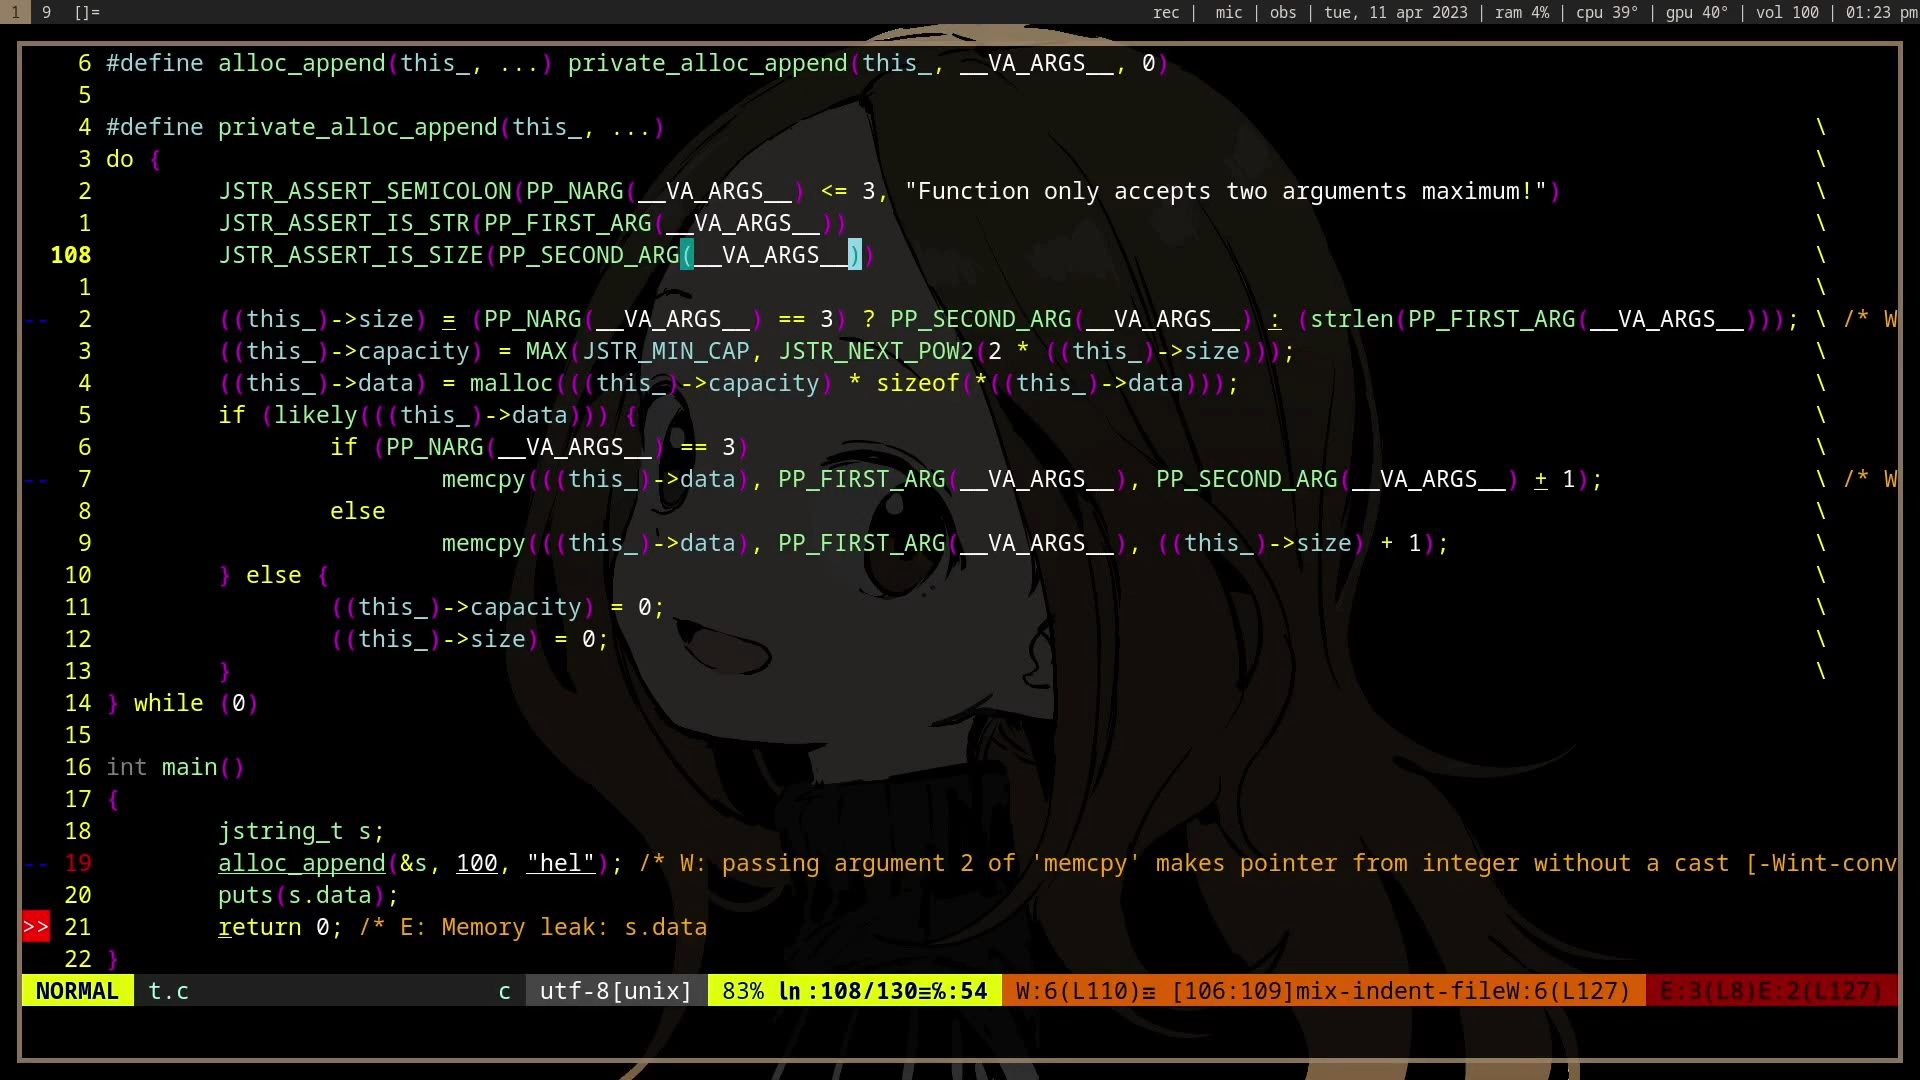 1 9 []= rec | mic | obs | tue, 11 apr 2023 | ram 4% | cpu 39° | gpu 40° | vol 100 | 01:23 pm
6 #define alloc_append(this_, ...) private_alloc_append(this_, __VA_ARGS__, 0)
5
4 #define private_alloc_append(this_, ...) \
3 do { \
2 JSTR_ASSERT_SEMICOLON(PP_NARG(__VA_ARGS__) <= 3, "Function only accepts two arguments maximum!") \
1 JSTR_ASSERT_IS_STR(PP_FIRST_ARG(__VA_ARGS__)) \
108 JSTR_ASSERT_IS_SIZE(PP_SECOND_ARG(__VA_ARGS__)) \
1 \
-- 2 ((this_)->size) = (PP_NARG(__VA_ARGS__) == 3) ? PP_SECOND_ARG(__VA_ARGS__) : (strlen(PP_FIRST_ARG(__VA_ARGS__))); \ /* W
3 ((this_)->capacity) = MAX(JSTR_MIN_CAP, JSTR_NEXT_POW2(2 * ((this_)->size))); \
4 ((this_)->data) = malloc(((this_)->capacity) * sizeof(*((this_)->data))); \
5 if (likely(((this_)->data))) { \
6 if (PP_NARG(__VA_ARGS__) == 3) \
-- 7 memcpy(((this_)->data), PP_FIRST_ARG(__VA_ARGS__), PP_SECOND_ARG(__VA_ARGS__) + 1); \ /* W
8 else \
9 memcpy(((this_)->data), PP_FIRST_ARG(__VA_ARGS__), ((this_)->size) + 1); \
10 } else { \
11 ((this_)->capacity) = 0; \
12 ((this_)->size) = 0; \
13 } \
14 } while (0)
15
16 int main()
17 {
18 jstring_t s;
-- 19 alloc_append(&s, 100, "hel"); /* W: passing argument 2 of 'memcpy' makes pointer from integer without a cast [-Wint-conv
20 puts(s.data);
>> 21 return 0; /* E: Memory leak: s.data
22 }
NORMAL t.c c utf-8[unix] 83% ln :108/130≡℅:54 W:6(L110)≡ [106:109]mix-indent-fileW:6(L127) E:3(L8)E:2(L127)